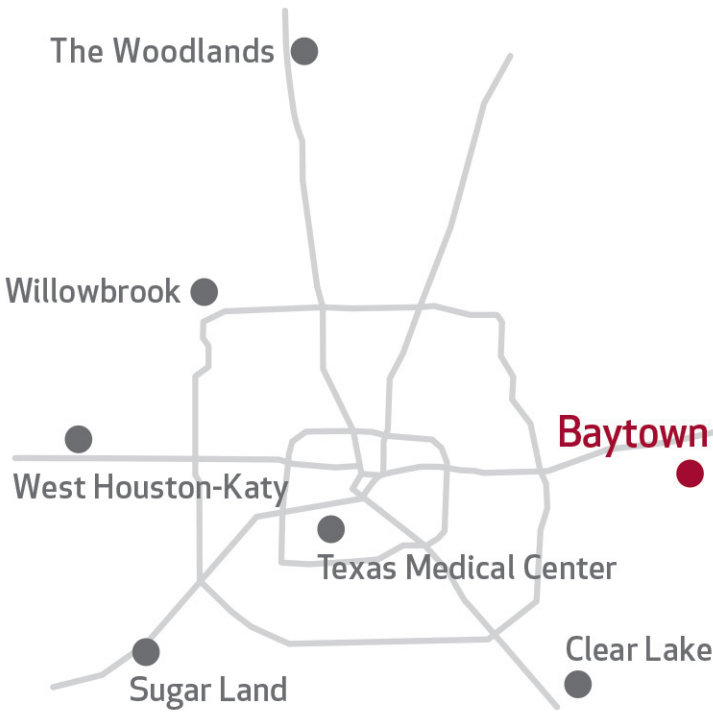 The Woodlands
Willowbrook
Baytown
West Houston-Katy
Texas Medical Center
Clear Lake
Sugar Land